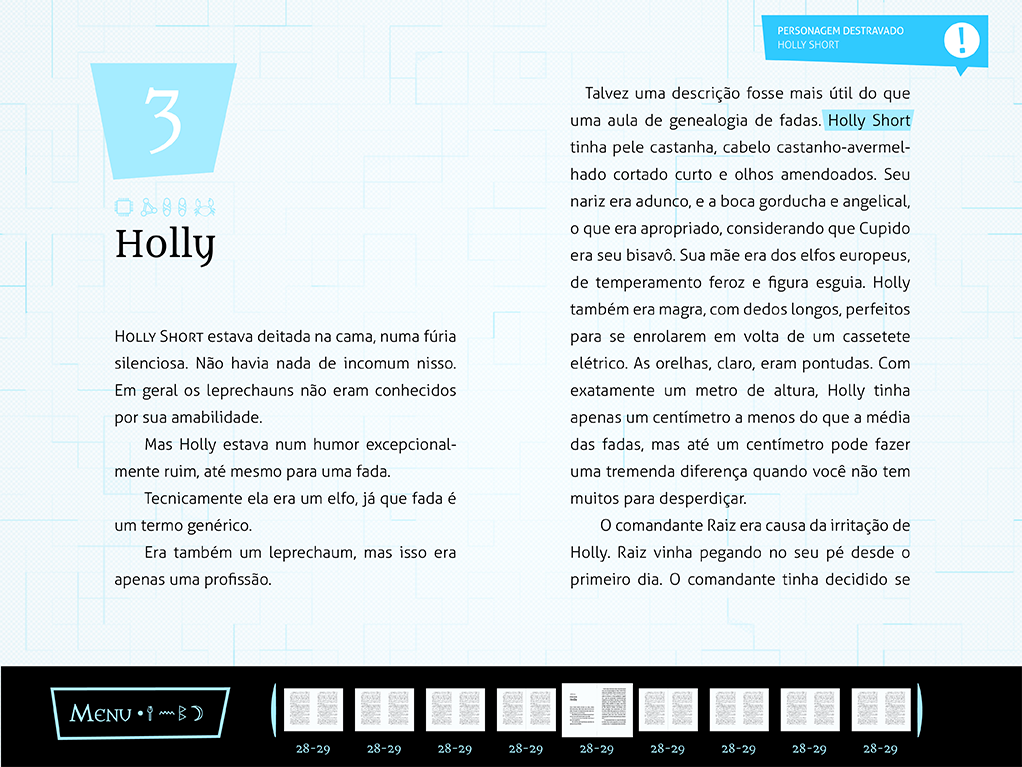 PERSONAGEM DESTRAVADO
HOLLY SHORT
3
Holly
Holly Short estava deitada na cama, numa fúria
silenciosa. Não havia nada de incomum nisso.
Em geral os leprechauns não eram conhecidos
por sua amabilidade.
Mas Holly estava num humor excepcional-
mente ruim, até mesmo para uma fada.
Tecnicamente ela era um elfo, já que fada é
um termo genérico.
Era também um leprechaum, mas isso era
apenas uma profissão.
Talvez uma descrição fosse mais útil do que
uma aula de genealogia de fadas. Holly Short
tinha pele castanha, cabelo castanho-avermel-
hado cortado curto e olhos amendoados. Seu
nariz era adunco, e a boca gorducha e angelical,
o que era apropriado, considerando que Cupido
era seu bisavô. Sua mãe era dos elfos europeus,
de temperamento feroz e figura esguia. Holly
também era magra, com dedos longos, perfeitos
para se enrolarem em volta de um cassetete
elétrico. As orelhas, claro, eram pontudas. Com
exatamente um metro de altura, Holly tinha
apenas um centímetro a menos do que a média
das fadas, mas até um centímetro pode fazer
uma tremenda diferença quando você não tem
muitos para desperdiçar.
O comandante Raiz era causa da irritação de
Holly. Raiz vinha pegando no seu pé desde o
primeiro dia. O comandante tinha decidido se
Menu
28-29 28-29 28-29 28-29 28-29 28-29 28-29 28-29 28-29